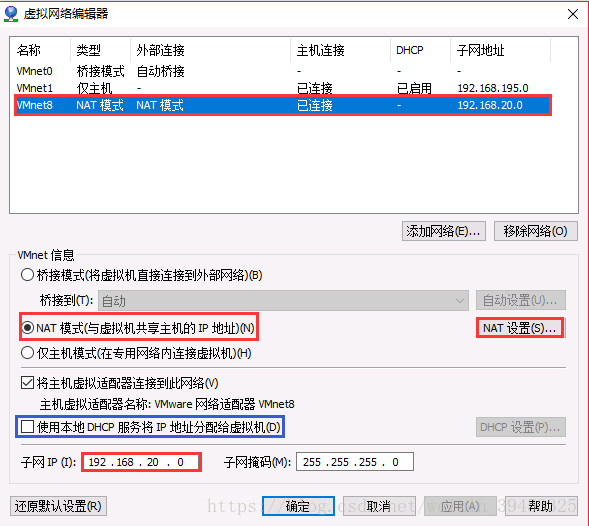 虚拟网络编辑器
名称 类型 外部连接 主机连接 DHCP 子网地址
VMnet0 桥接模式 自动桥接 - - -
VMnet1 仅主机... - 已连接 已启用 192.168.195.0
VMnet8 NAT 模式 NAT 模式 已连接 - 192.168.20.0
添加网络(E)... 移除网络(O)
VMnet 信息
桥接模式(将虚拟机直接连接到外部网络)(B)
桥接到(T): 自动 自动设置(U)...
NAT 模式(与虚拟机共享主机的 IP 地址)(N) NAT 设置(S)...
仅主机模式(在专用网络内连接虚拟机)(H)
将主机虚拟适配器连接到此网络(V)
主机虚拟适配器名称: VMware 网络适配器 VMnet8
使用本地 DHCP 服务将 IP 地址分配给虚拟机(D) DHCP 设置(P)...
子网 IP (I): 192 .168 . 20 . 0 子网掩码(M): 255 .255 .255 . 0
还原默认设置(R) 确定 取消 应用(A) 帮助